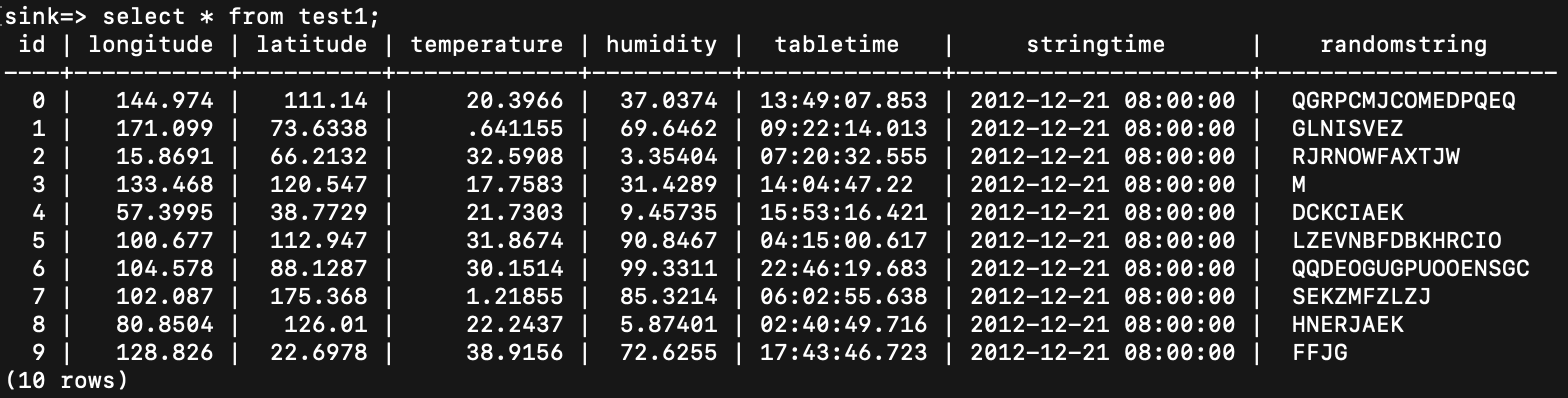 sink=> select * from test1;
 id | longitude | latitude | temperature | humidity |  tabletime   |     stringtime      |    randomstring
----+-----------+----------+-------------+----------+--------------+---------------------+---------------------
  0 |   144.974 |   111.14 |     20.3966 |  37.0374 | 13:49:07.853 | 2012-12-21 08:00:00 |  QGRPCMJCOMEDPQEQ
  1 |   171.099 |  73.6338 |     .641155 |  69.6462 | 09:22:14.013 | 2012-12-21 08:00:00 |  GLNISVEZ
  2 |   15.8691 |  66.2132 |     32.5908 |  3.35404 | 07:20:32.555 | 2012-12-21 08:00:00 |  RJRNOWFAXTJW
  3 |   133.468 |  120.547 |     17.7583 |  31.4289 | 14:04:47.22  | 2012-12-21 08:00:00 |  M
  4 |   57.3995 |  38.7729 |     21.7303 |  9.45735 | 15:53:16.421 | 2012-12-21 08:00:00 |  DCKCIAEK
  5 |   100.677 |  112.947 |     31.8674 |  90.8467 | 04:15:00.617 | 2012-12-21 08:00:00 |  LZEVNBFDBKHRCIO
  6 |   104.578 |  88.1287 |     30.1514 |  99.3311 | 22:46:19.683 | 2012-12-21 08:00:00 |  QQDEOGUGPUOOENSGC
  7 |   102.087 |  175.368 |     1.21855 |  85.3214 | 06:02:55.638 | 2012-12-21 08:00:00 |  SEKZMFZLZJ
  8 |   80.8504 |   126.01 |     22.2437 |  5.87401 | 02:40:49.716 | 2012-12-21 08:00:00 |  HNERJAEK
  9 |   128.826 |  22.6978 |     38.9156 |  72.6255 | 17:43:46.723 | 2012-12-21 08:00:00 |  FFJG
(10 rows)